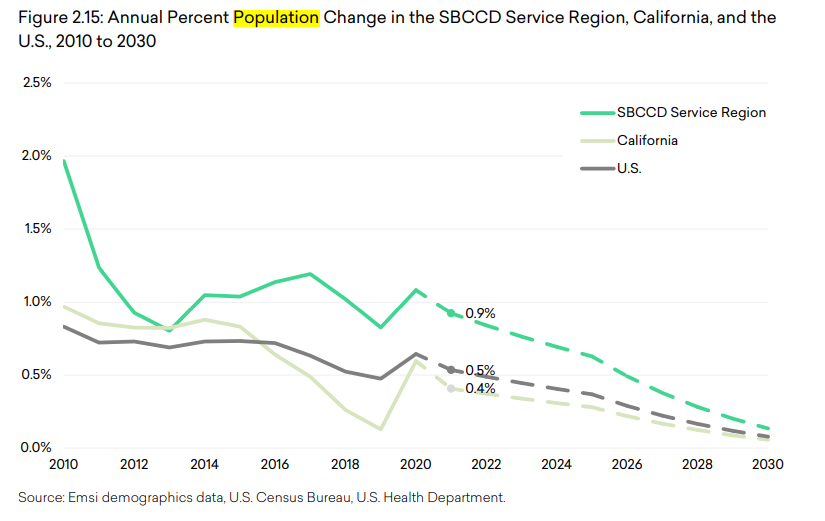 Figure 2.15: Annual Percent Population Change in the SBCCD Service Region, California, and the
U.S., 2010 to 2030
2.5%
SBCCD Service Region
California
2.0%
U.S.
1.5%
1.0%
0.9%
0.5%
0.5%
0.4%
0.0%
2010 2012 2014 2016 2018 2020 2022 2024 2026 2028 2030
Source: Emsi demographics data, U.S. Census Bureau, U.S. Health Department.